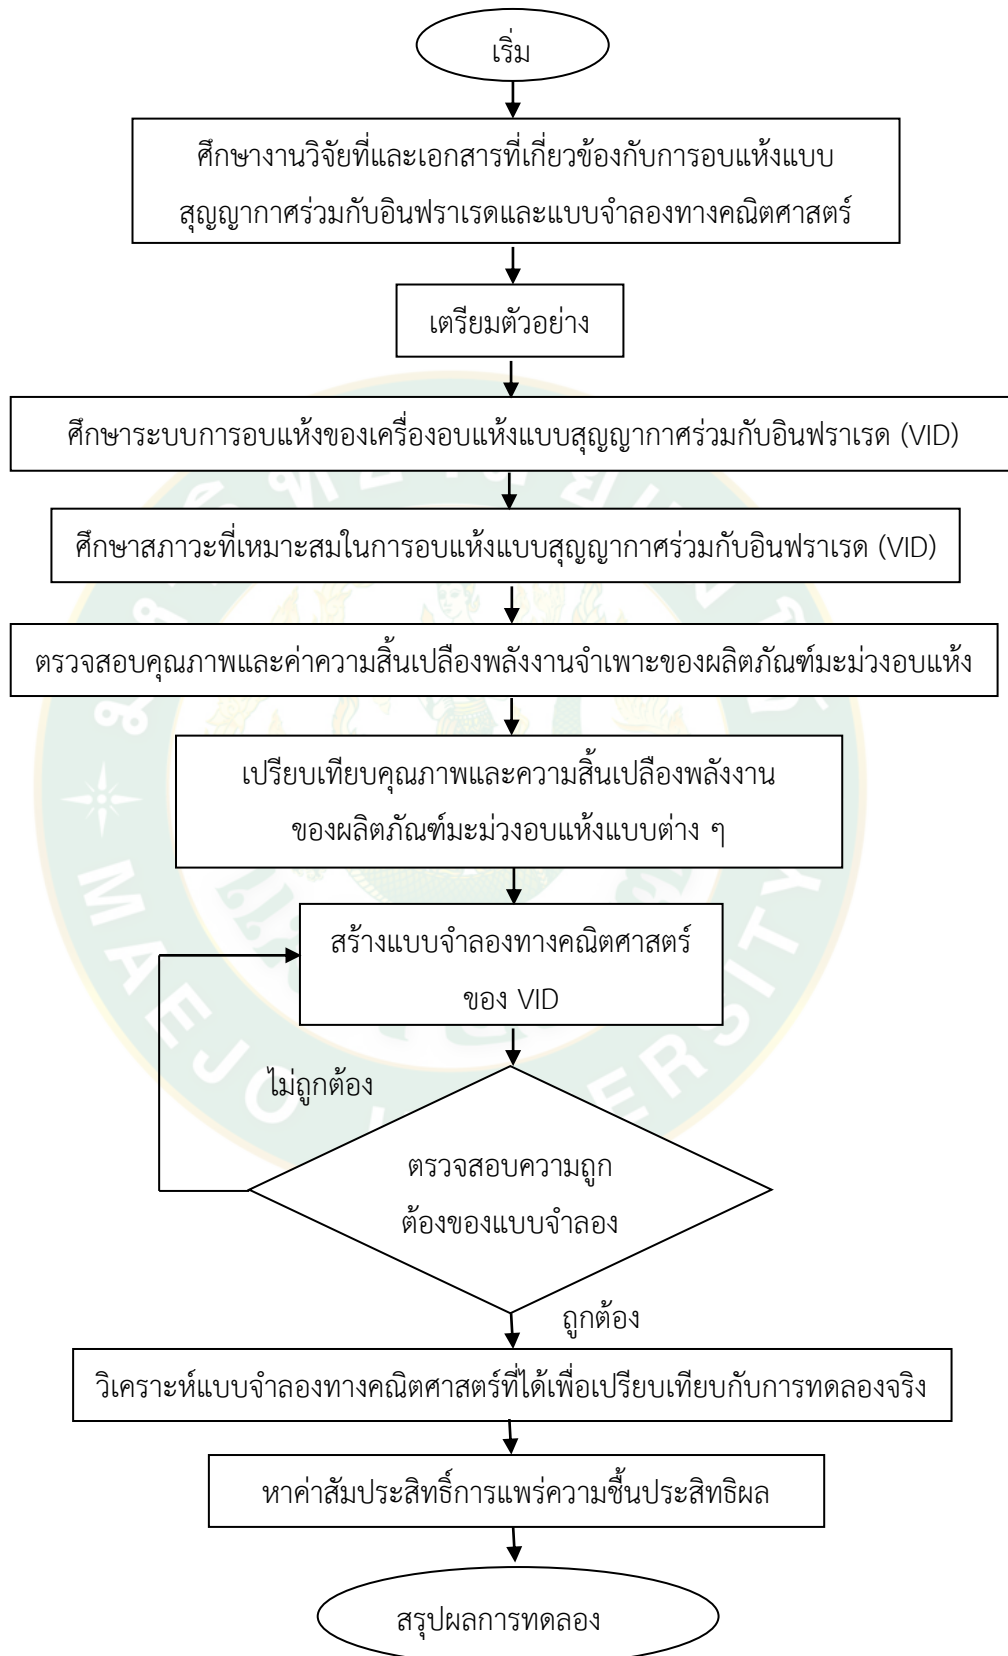 เริ่ม
ศึกษางานวิจัยที่และเอกสารที่เกี่ยวข้องกับการอบแห้งแบบ
สุญญากาศร่วมกับอินฟราเรดและแบบจำลองทางคณิตศาสตร์
เตรียมตัวอย่าง
ศึกษาระบบการอบแห้งของเครื่องอบแห้งแบบสุญญากาศร่วมกับอินฟราเรด (VID)
ศึกษาสภาวะที่เหมาะสมในการอบแห้งแบบสุญญากาศร่วมกับอินฟราเรด (VID)
ตรวจสอบคุณภาพและค่าความสิ้นเปลืองพลังงานจำเพาะของผลิตภัณฑ์มะม่วงอบแห้ง
เปรียบเทียบคุณภาพและความสิ้นเปลืองพลังงาน
ของผลิตภัณฑ์มะม่วงอบแห้งแบบต่าง ๆ
สร้างแบบจำลองทางคณิตศาสตร์
ของ VID
ไม่ถูกต้อง
ตรวจสอบความถูก
ต้องของแบบจำลอง
ถูกต้อง
วิเคราะห์แบบจำลองทางคณิตศาสตร์ที่ได้เพื่อเปรียบเทียบกับการทดลองจริง
หาค่าสัมประสิทธิ์การแพร่ความชื้นประสิทธิผล
สรุปผลการทดลอง